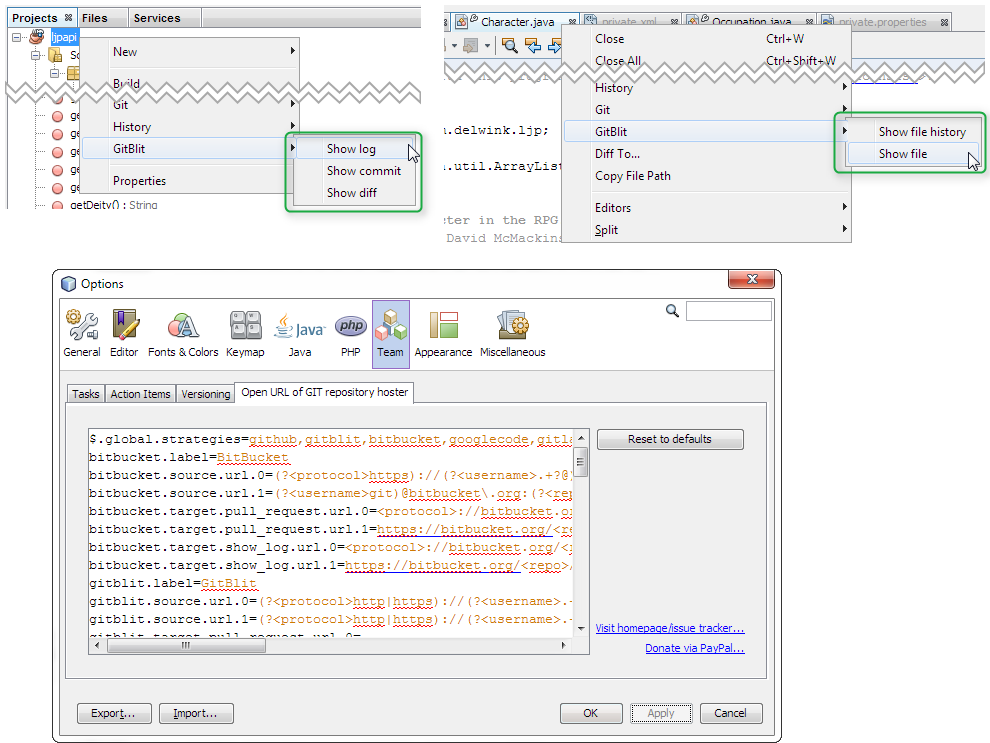 Projects
Files
Services
ljpapi
New
Build
Git
History
GitBlit
Properties
Show log
Show commit
Show diff
getDeity() : String
Character.java
private.xml
Occupation.java
private.properties
Close Ctrl+W
Close All Ctrl+Shift+W
History
Git
GitBlit
Diff To...
Copy File Path
Editors
Split
Show file history
Show file
.delwink.ljp;
.util.ArrayList
ter in the RPG
David McMackins
Options
General
Editor
Fonts & Colors
Keymap
Java
PHP
Team
Appearance
Miscellaneous
Tasks
Action Items
Versioning
Open URL of GIT repository hoster
$.global.strategies=github,gitblit,bitbucket,googlecode,gitla
bitbucket.label=BitBucket
bitbucket.source.url.0=(?<protocol>https)://(?<username>.+?@)
bitbucket.source.url.1=(?<username>git)@bitbucket\.org:(?<rep
bitbucket.target.pull_request.url.0=<protocol>://bitbucket.or
bitbucket.target.pull_request.url.1=https://bitbucket.org/<re
bitbucket.target.show_log.url.0=<protocol>://bitbucket.org/<r
bitbucket.target.show_log.url.1=https://bitbucket.org/<repo>/
gitblit.label=GitBlit
gitblit.source.url.0=(?<protocol>http|https)://(?<username>.+
gitblit.source.url.1=(?<protocol>http|https)://(?<username>.+
gitblit.target.pull_request.url.0=
Reset to defaults
Visit homepage/issue tracker...
Donate via PayPal...
Export...
Import...
OK
Apply
Cancel